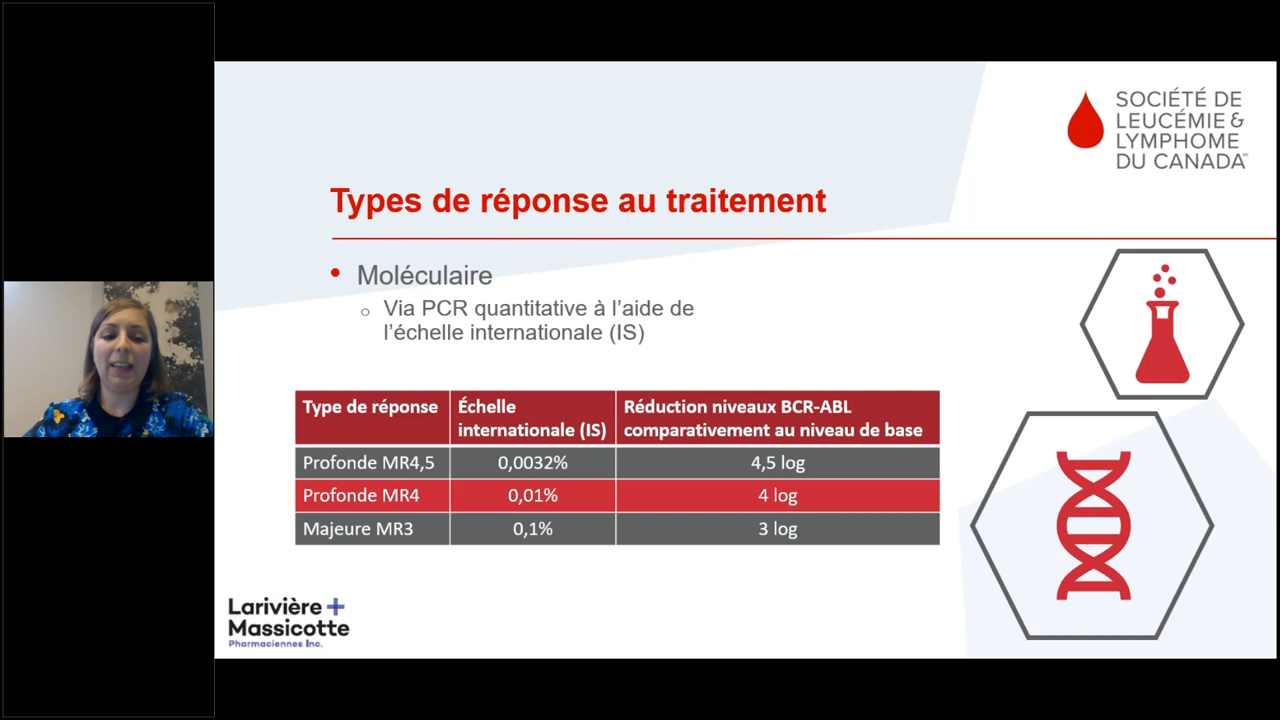 SOCIÉTÉ DE
LEUCÉMIE &
LYMPHOME
DU CANADA
Types de réponse au traitement
Moléculaire
Via PCR quantitative à l’aide de
l’échelle internationale (IS)
Type de réponse
Échelle
internationale (IS)
Réduction niveaux BCR-ABL
comparativement au niveau de base
Profonde MR4,5
0,0032%
4,5 log
Profonde MR4
0,01%
4 log
Majeure MR3
0,1%
3 log
Larivière +
Massicotte
Pharmaciennes Inc.